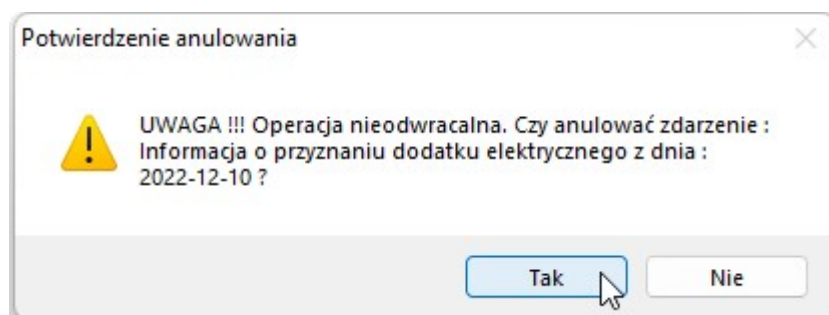 Potwierdzenie anulowania
UWAGA !!! Operacja nieodwracalna. Czy anulować zdarzenie :
Informacja o przyznaniu dodatku elektrycznego z dnia :
2022-12-10 ?
Tak
Nie